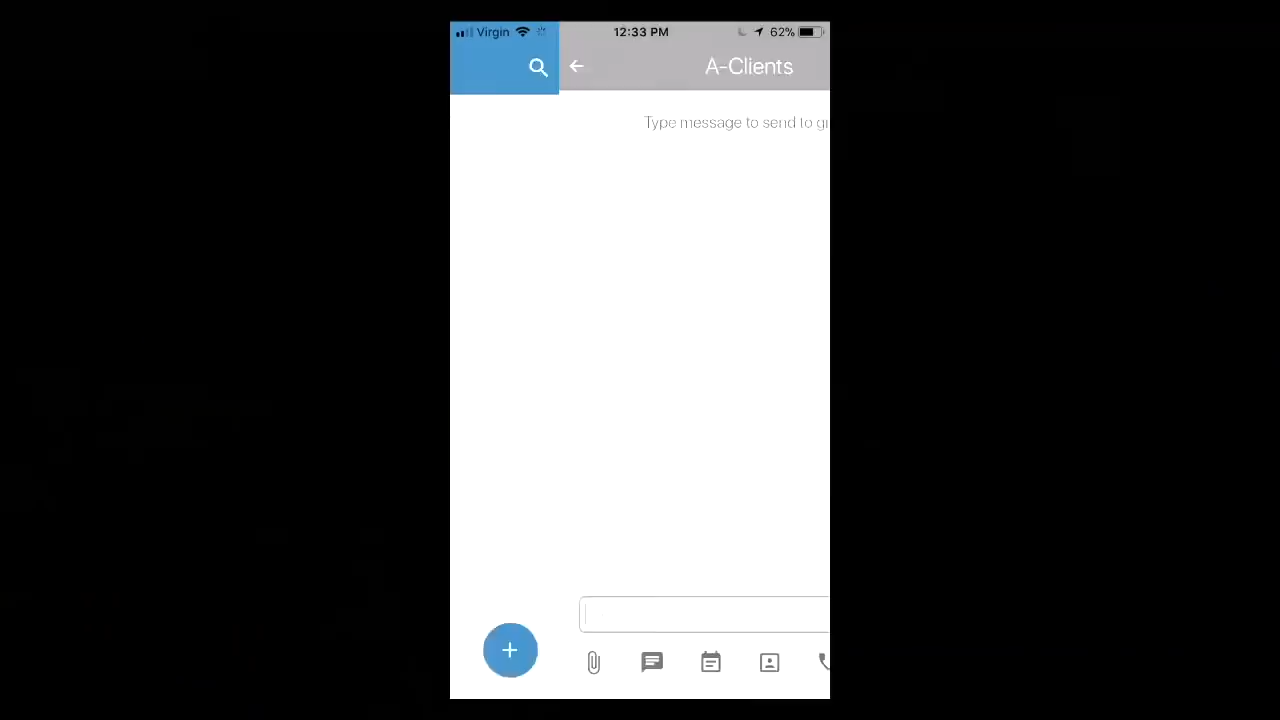 Virgin 12:33 PM 62%
A-Clients
Type message to send to